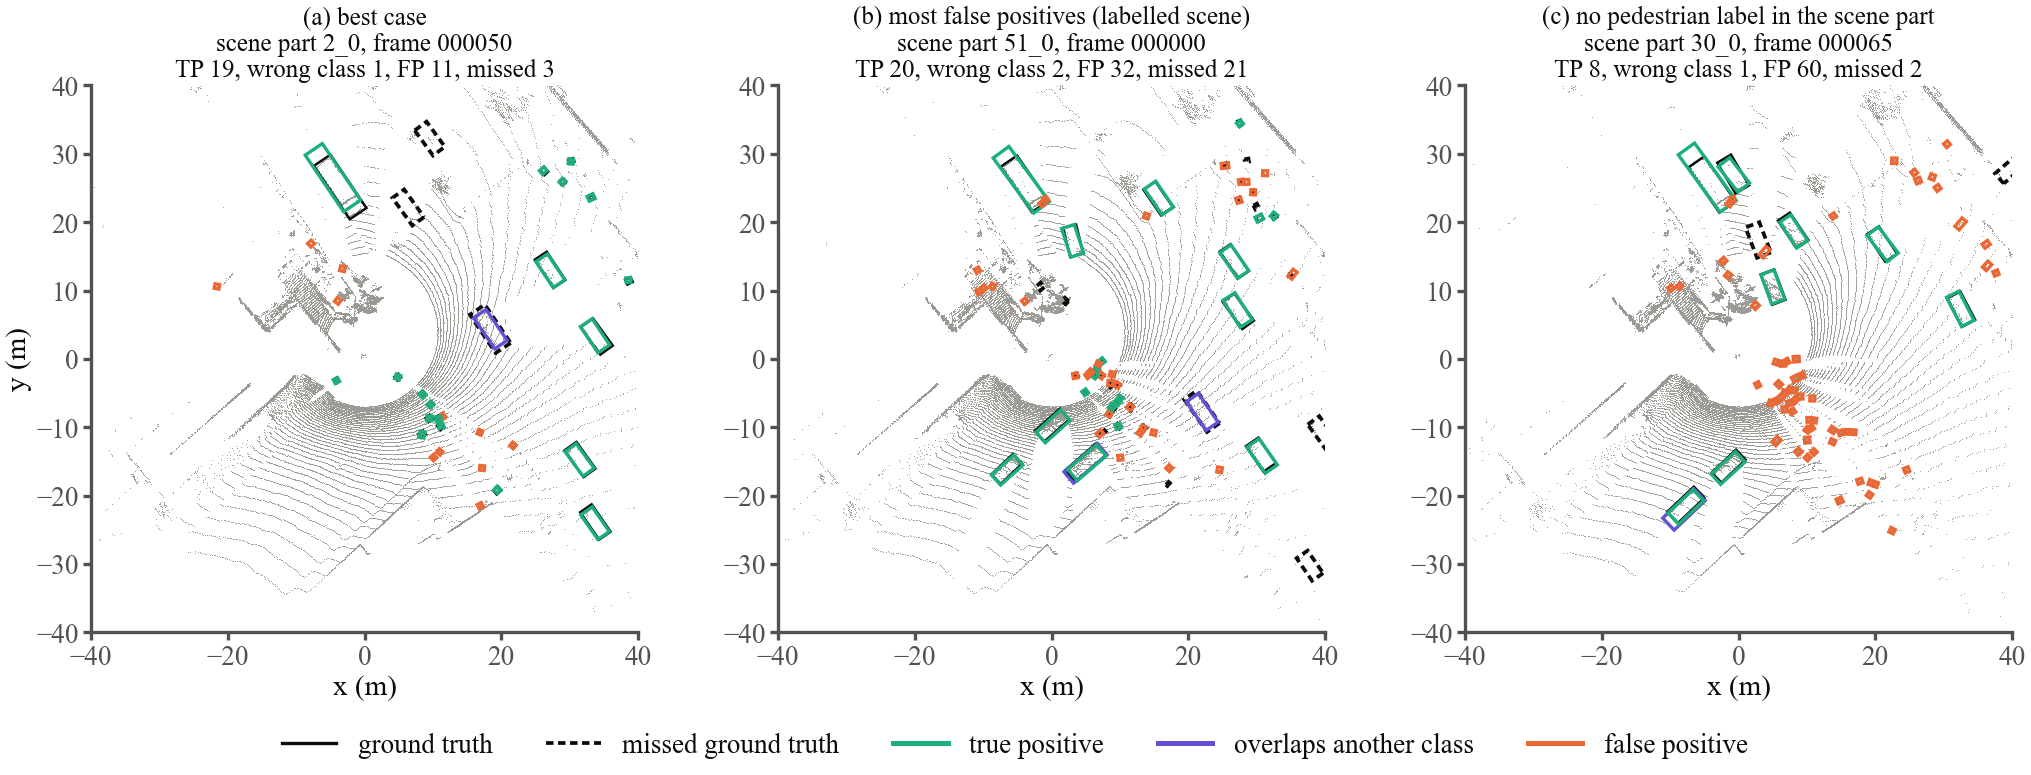 (a) best case
scene part 2_0, frame 000050
TP 19, wrong class 1, FP 11, missed 3
(b) most false positives (labelled scene)
scene part 51_0, frame 000000
TP 20, wrong class 2, FP 32, missed 21
(c) no pedestrian label in the scene part
scene part 30_0, frame 000065
TP 8, wrong class 1, FP 60, missed 2
y (m)
40
30
20
10
0
−10
−20
−30
−40
−40 −20 0 20 40
x (m)
40
30
20
10
0
−10
−20
−30
−40
−40 −20 0 20 40
x (m)
40
30
20
10
0
−10
−20
−30
−40
−40 −20 0 20 40
x (m)
ground truth missed ground truth true positive overlaps another class false positive